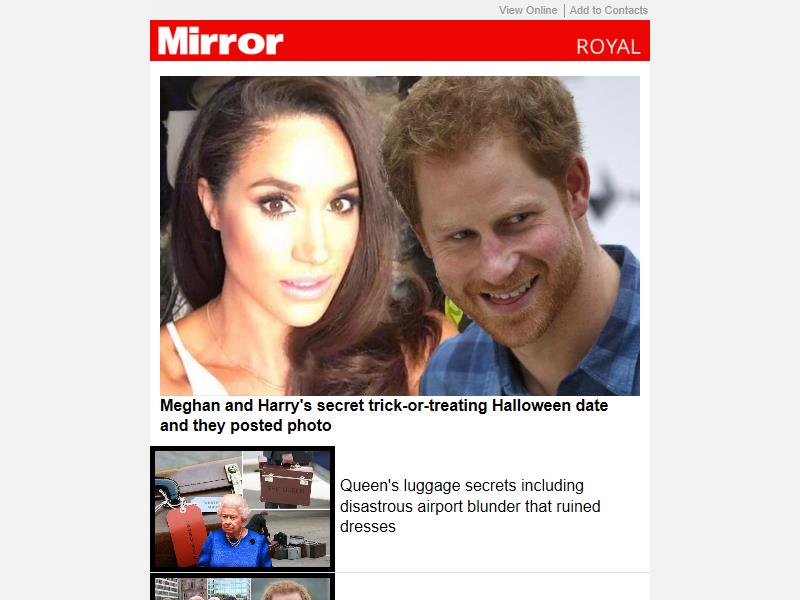 View Online | Add to Contacts
Mirror ROYAL
Meghan and Harry's secret trick-or-treating Halloween date
and they posted photo
Queen's luggage secrets including
disastrous airport blunder that ruined
dresses